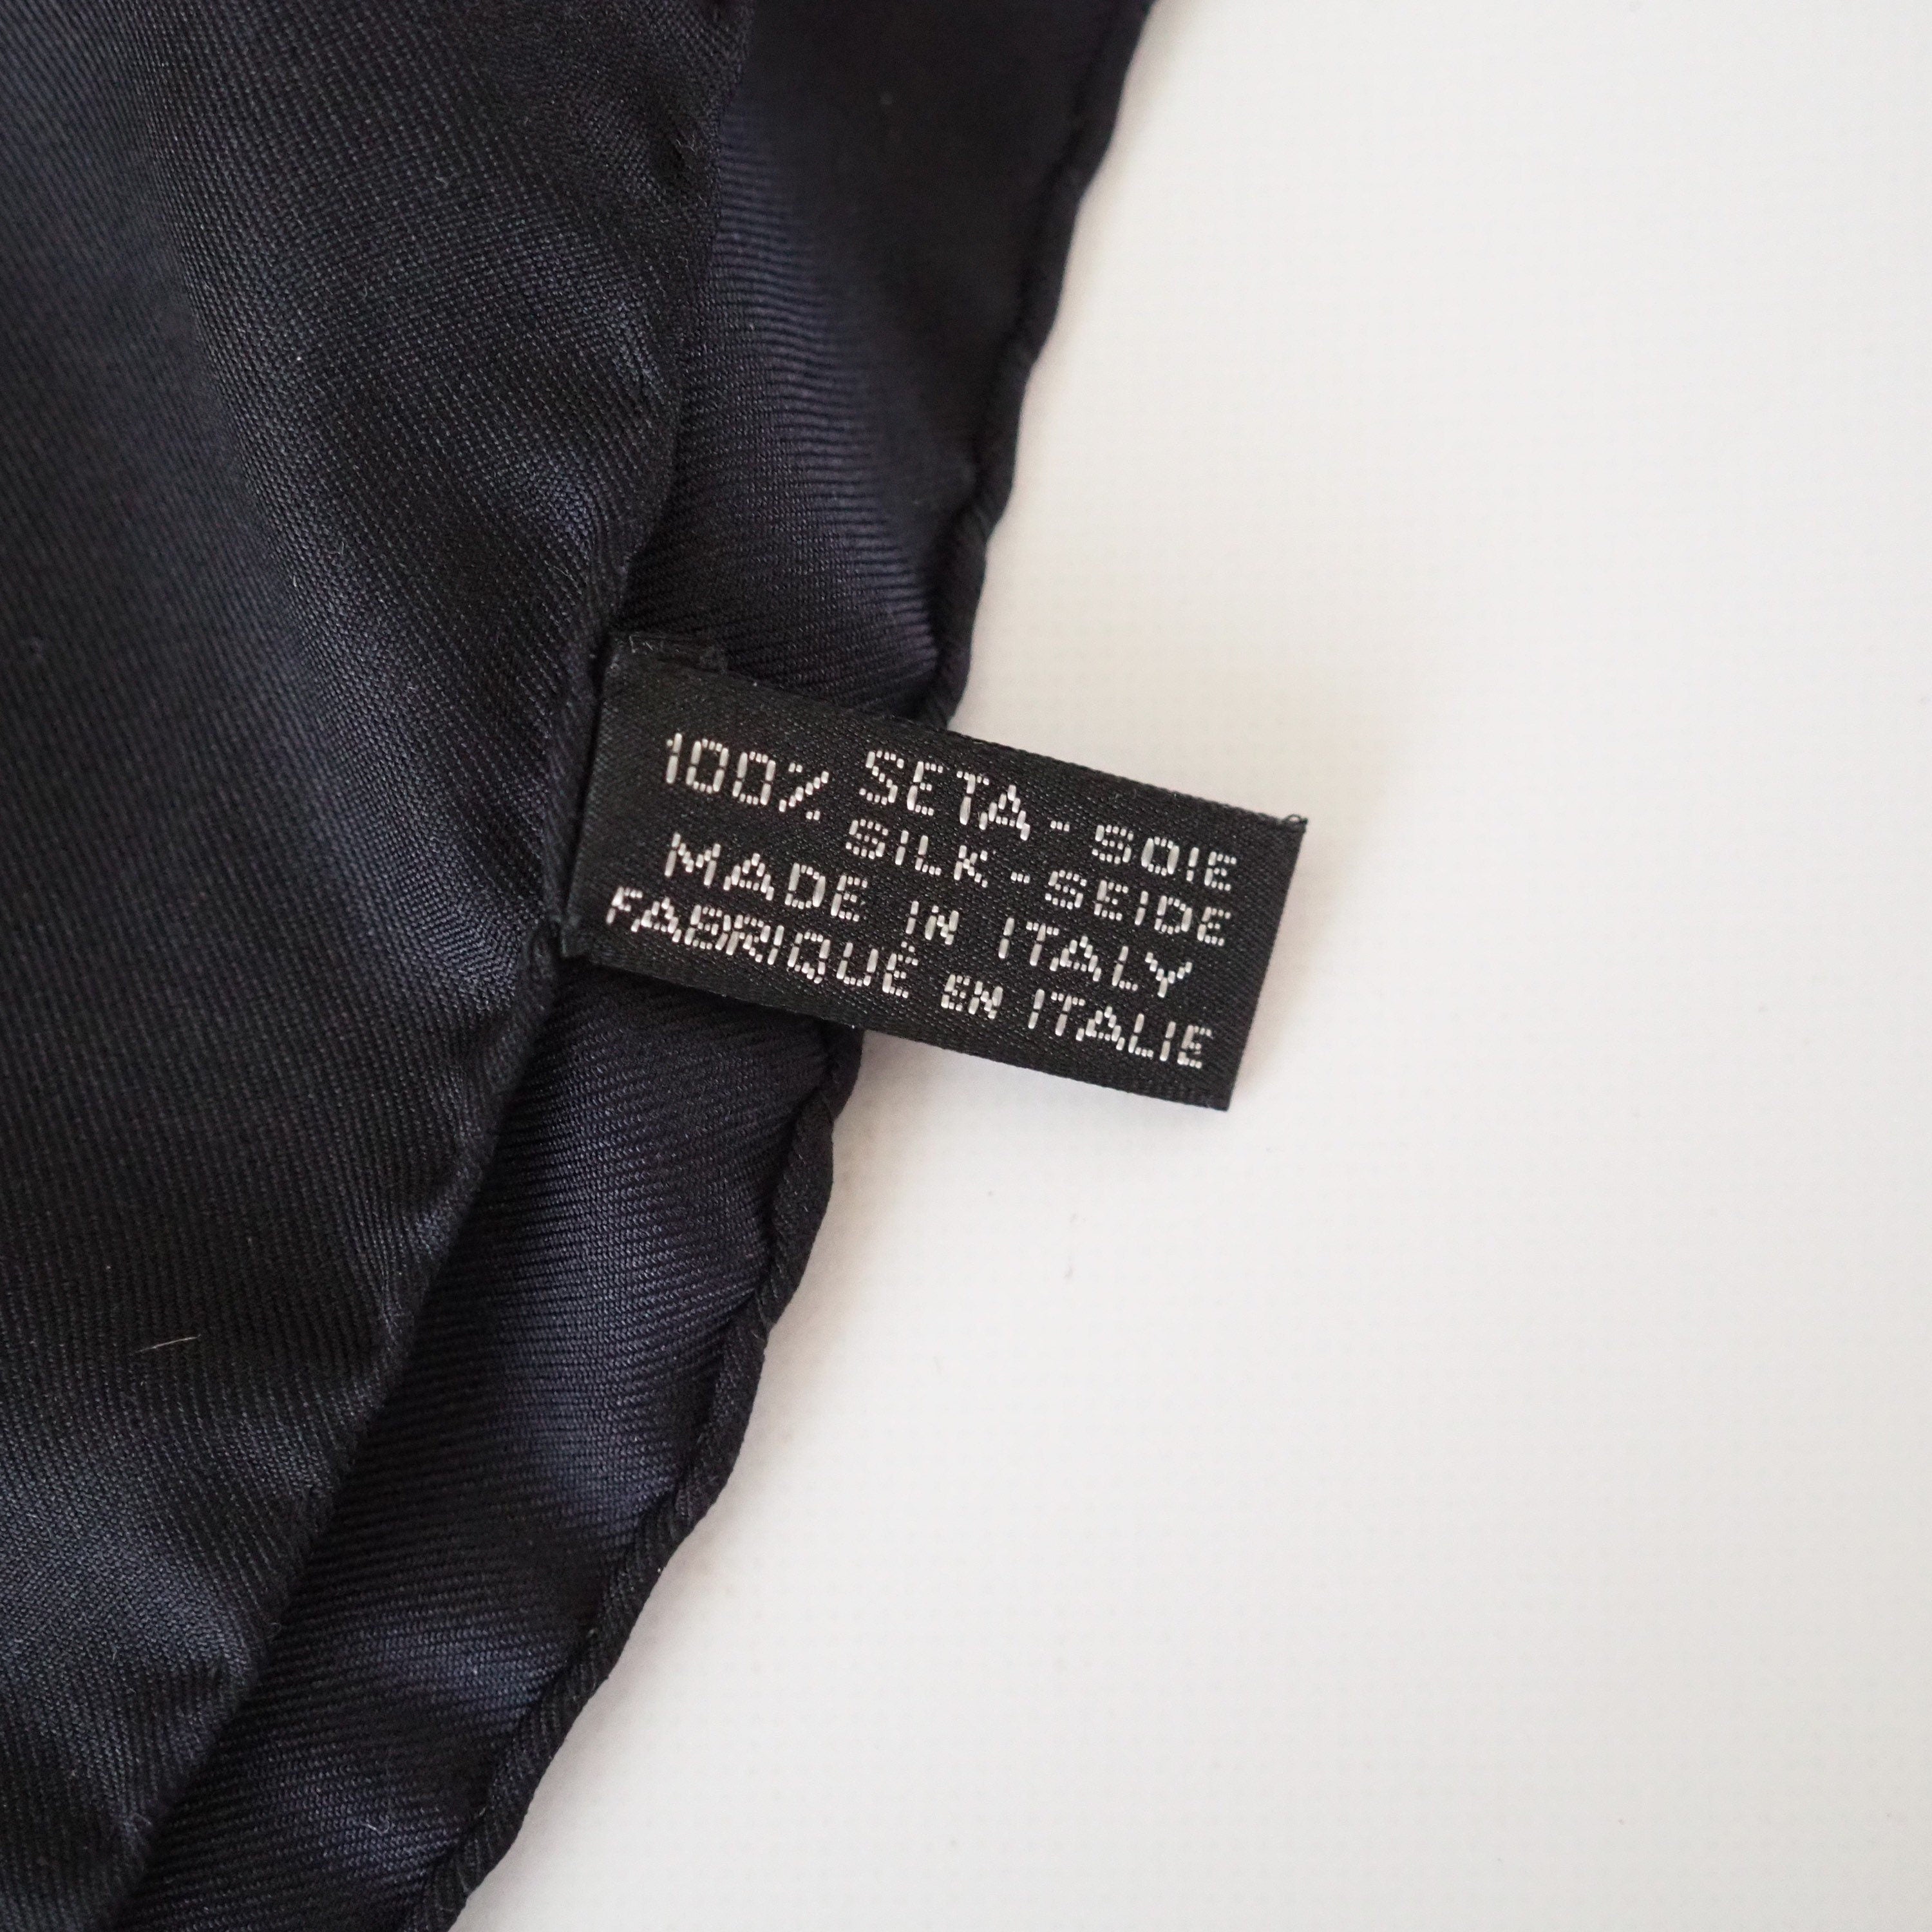 100% SETA - SOIE
SILK - SEIDE
MADE IN ITALY
FABRIQUÉ EN ITALIE